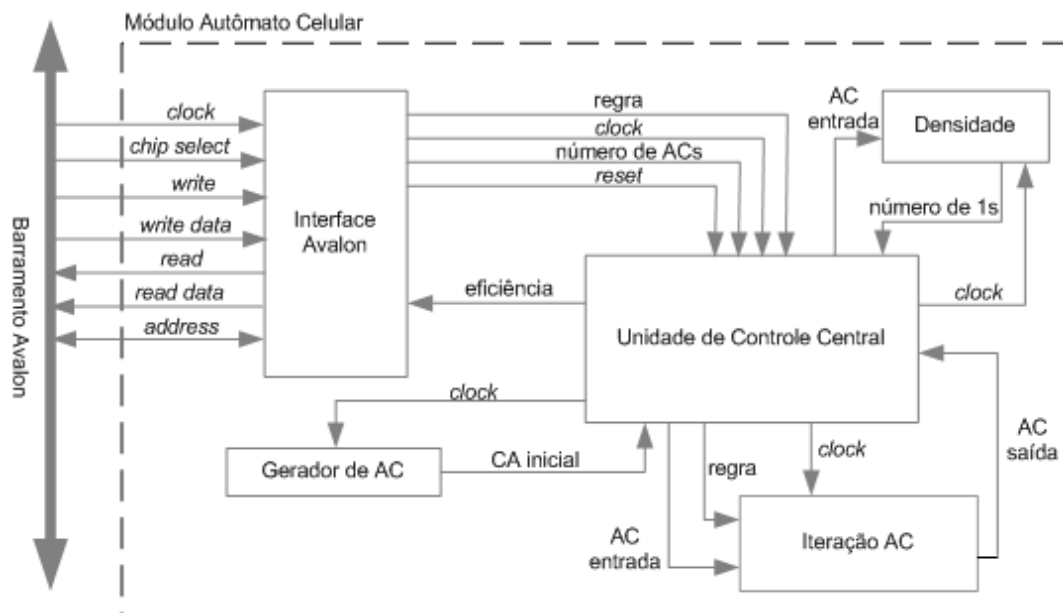 Módulo Autômato Celular
Barramento Avalon
clock
chip select
write
write data
read
read data
address
Interface
Avalon
regra
clock
número de ACs
reset
eficiência
AC
entrada
Densidade
número de 1s
clock
Unidade de Controle Central
clock
Gerador de AC
CA inicial
AC
entrada
regra
clock
Iteração AC
AC
saída